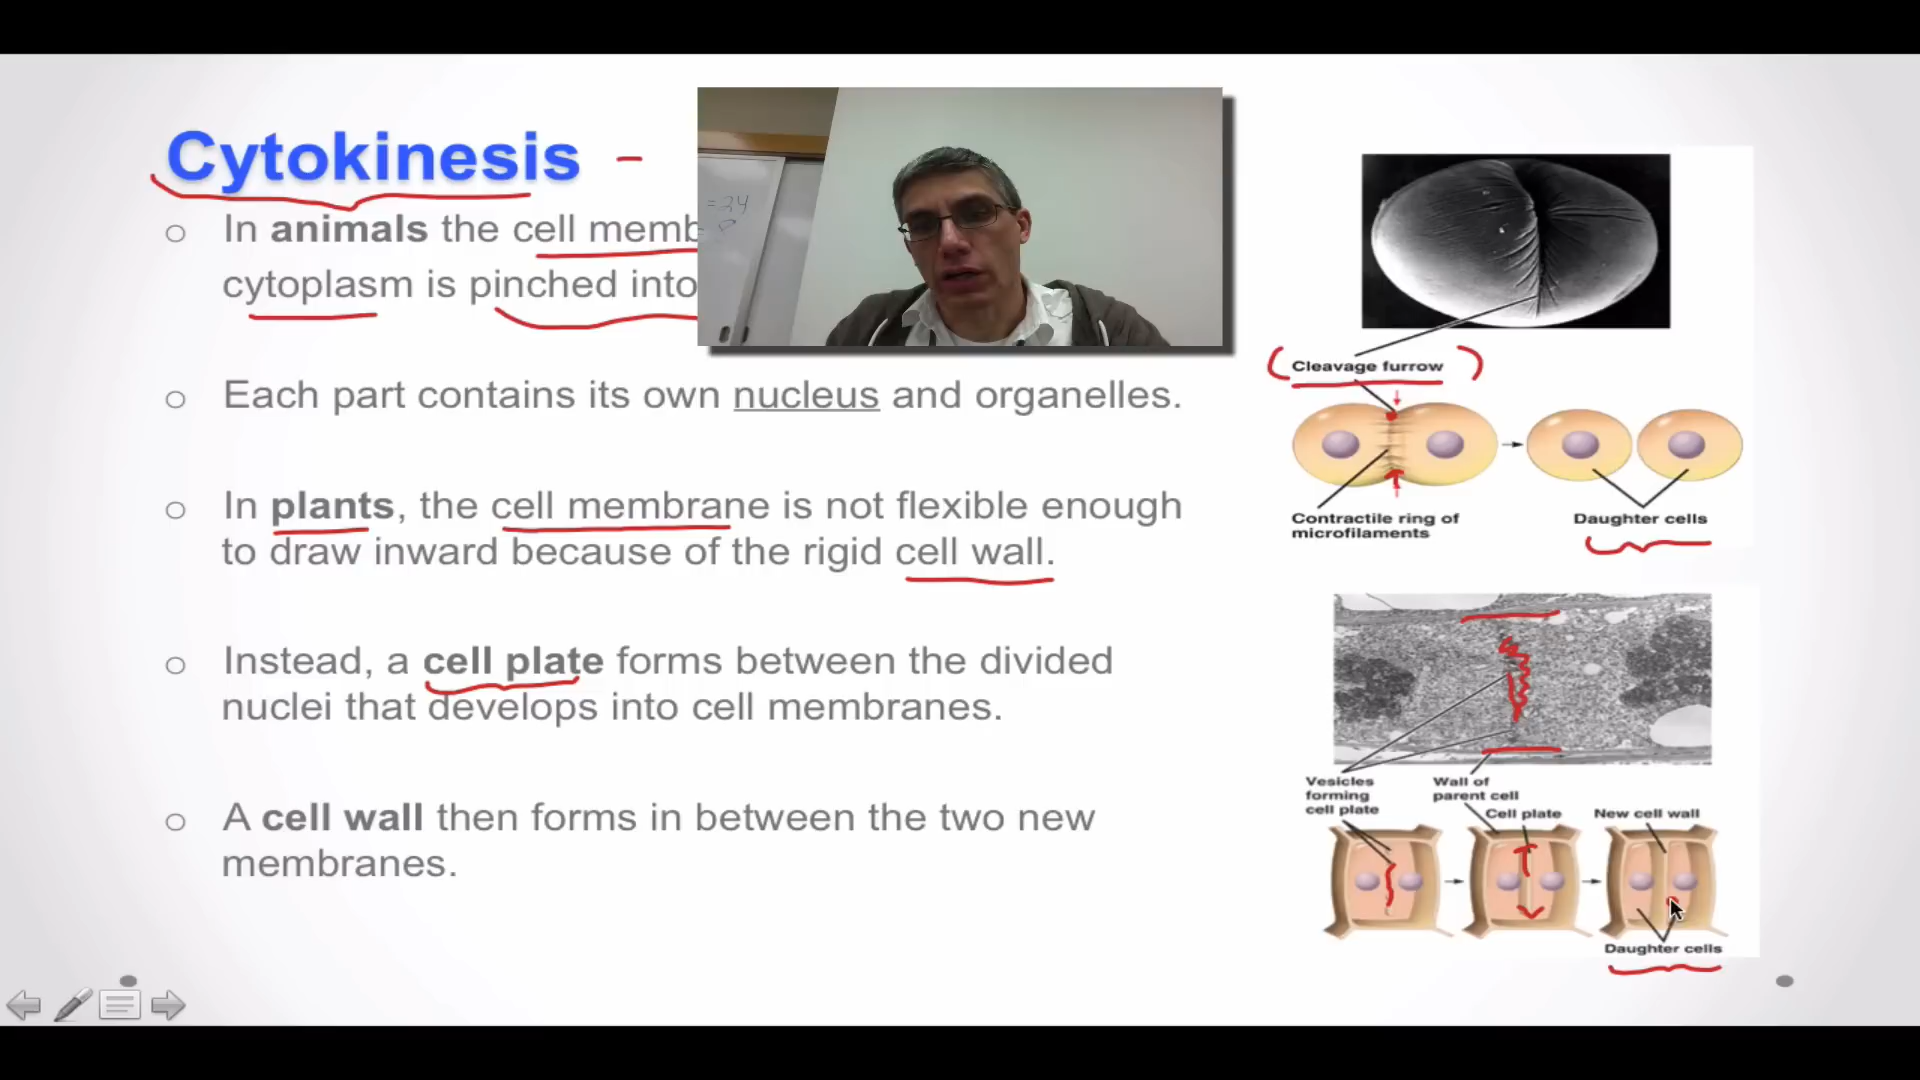 Cytokinesis -
In animals the cell memb
cytoplasm is pinched into
Each part contains its own nucleus and organelles.
In plants, the cell membrane is not flexible enough
to draw inward because of the rigid cell wall.
Instead, a cell plate forms between the divided
nuclei that develops into cell membranes.
A cell wall then forms in between the two new
membranes.
= 24
Cleavage furrow
Contractile ring of
microfilaments
Daughter cells
Vesicles
forming
cell plate
Wall of
parent cell
Cell plate
New cell wall
Daughter cells